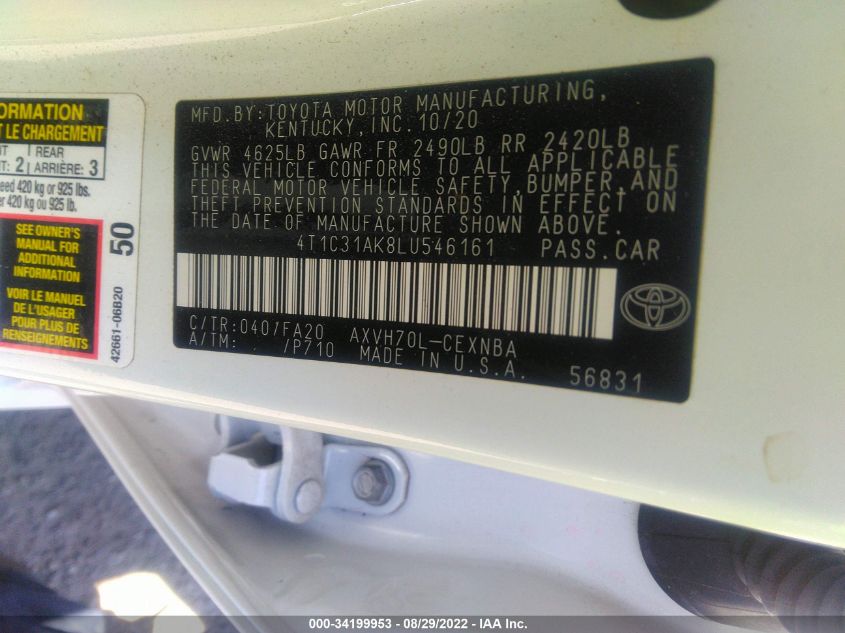 ORMATION
T LE CHARGEMENT
NT
REAR
NT: 2
ARRIÈRE: 3
eed 420 kg or 925 lbs.
er 420 kg ou 925 lb.
SEE OWNER'S
MANUAL FOR
ADDITIONAL
INFORMATION
VOIR LE MANUEL
DE L'USAGER
POUR PLUS DE
RENSEIGNEMENTS
50
42661-06B20
MFD.BY:TOYOTA MOTOR MANUFACTURING,
KENTUCKY, INC.10/20
GVWR 4625LB GAWR FR 2490LB RR 2420LB
THIS VEHICLE CONFORMS TO ALL APPLICABLE
FEDERAL MOTOR VEHICLE SAFETY,BUMPER,AND
THEFT PREVENTION STANDARDS IN EFFECT ON
THE DATE OF MANUFACTURE SHOWN ABOVE.
4T1C31AK8LU546161 PASS.CAR
C/TR:040/FA20 AXVH70L-CEXNBA
A/TM: /P710 MADE IN U.S.A. 56831
000-34199953 - 08/29/2022 - IAA Inc.